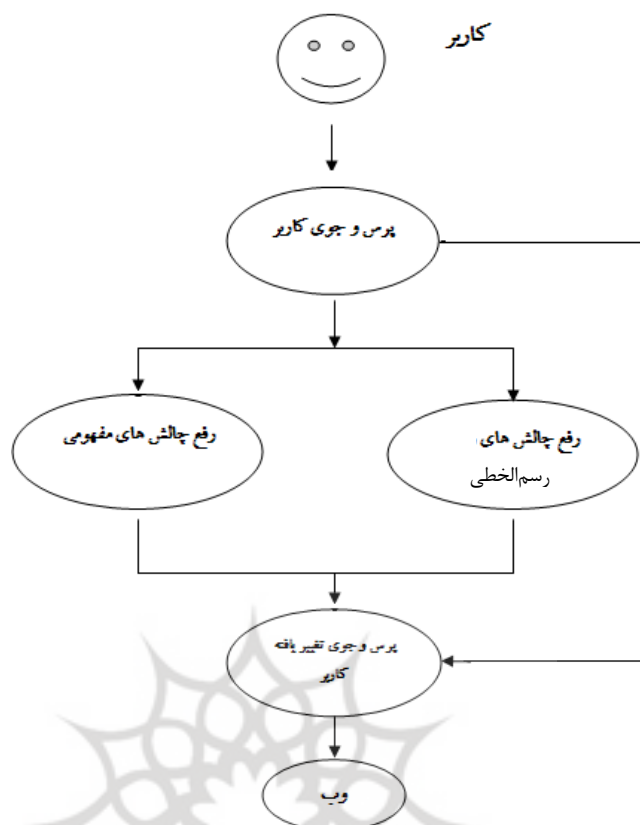 کاربر
پرس و جوی کاربر
رفع چالش های
رسم‌الخطی
رفع چالش های مفهومی
پرس و جوی تغییر یافته
کاربر
وب